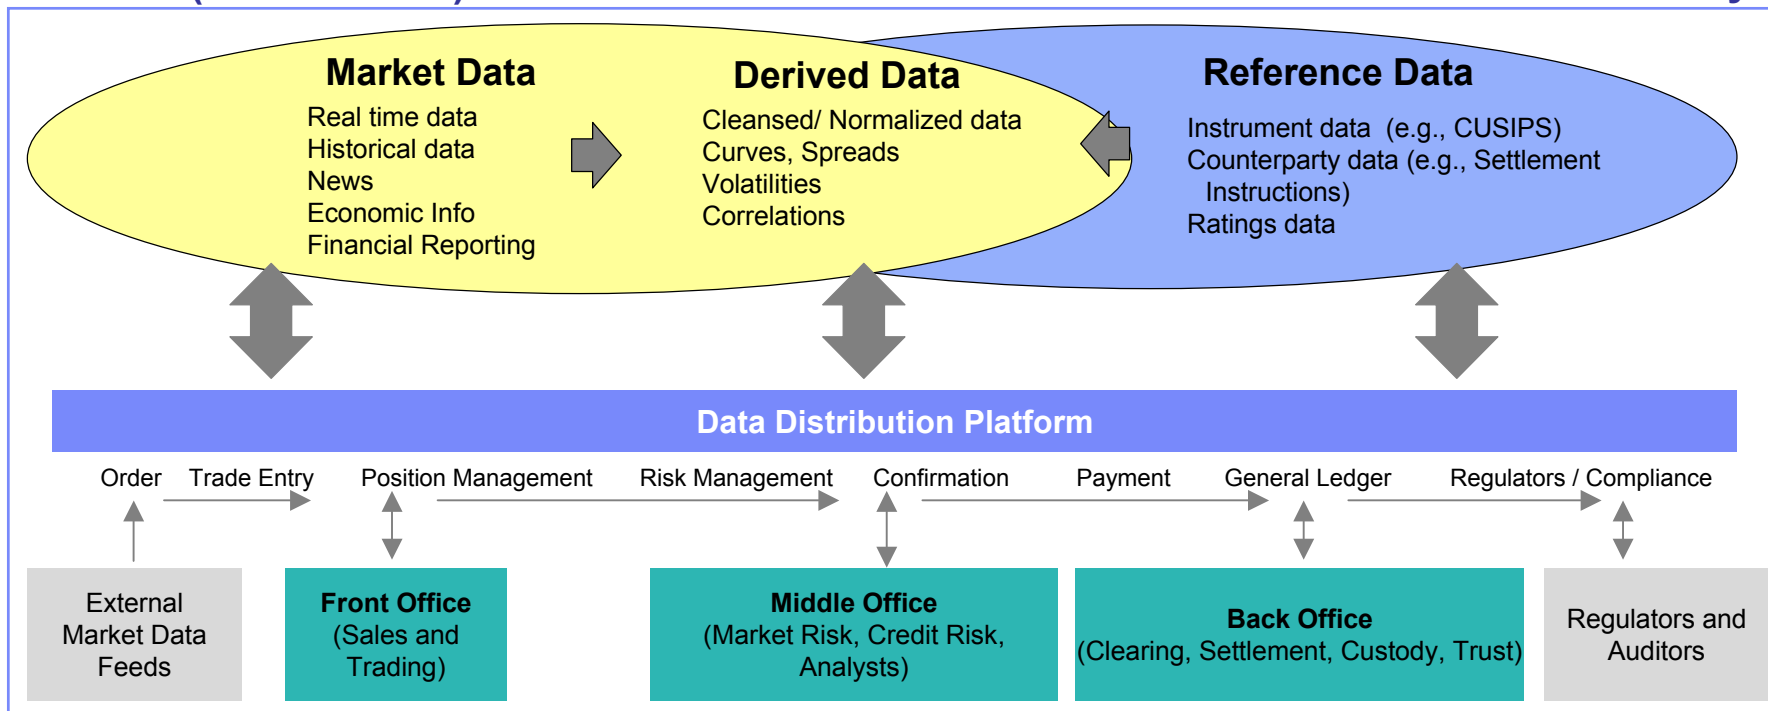 Market Data
Real time data
Historical data
News
Economic Info
Financial Reporting
Derived Data
Cleansed/ Normalized data
Curves, Spreads
Volatilities
Correlations
Reference Data
Instrument data  (e.g., CUSIPS)
Counterparty data (e.g., Settlement
Instructions)
Ratings data
Data Distribution Platform
Order
Trade Entry
Position Management
Risk Management
Confirmation
Payment
General Ledger
Regulators / Compliance
External
Market Data
Feeds
Front Office
(Sales and
Trading)
Middle Office
(Market Risk, Credit Risk,
Analysts)
Back Office
(Clearing, Settlement, Custody, Trust)
Regulators and
Auditors